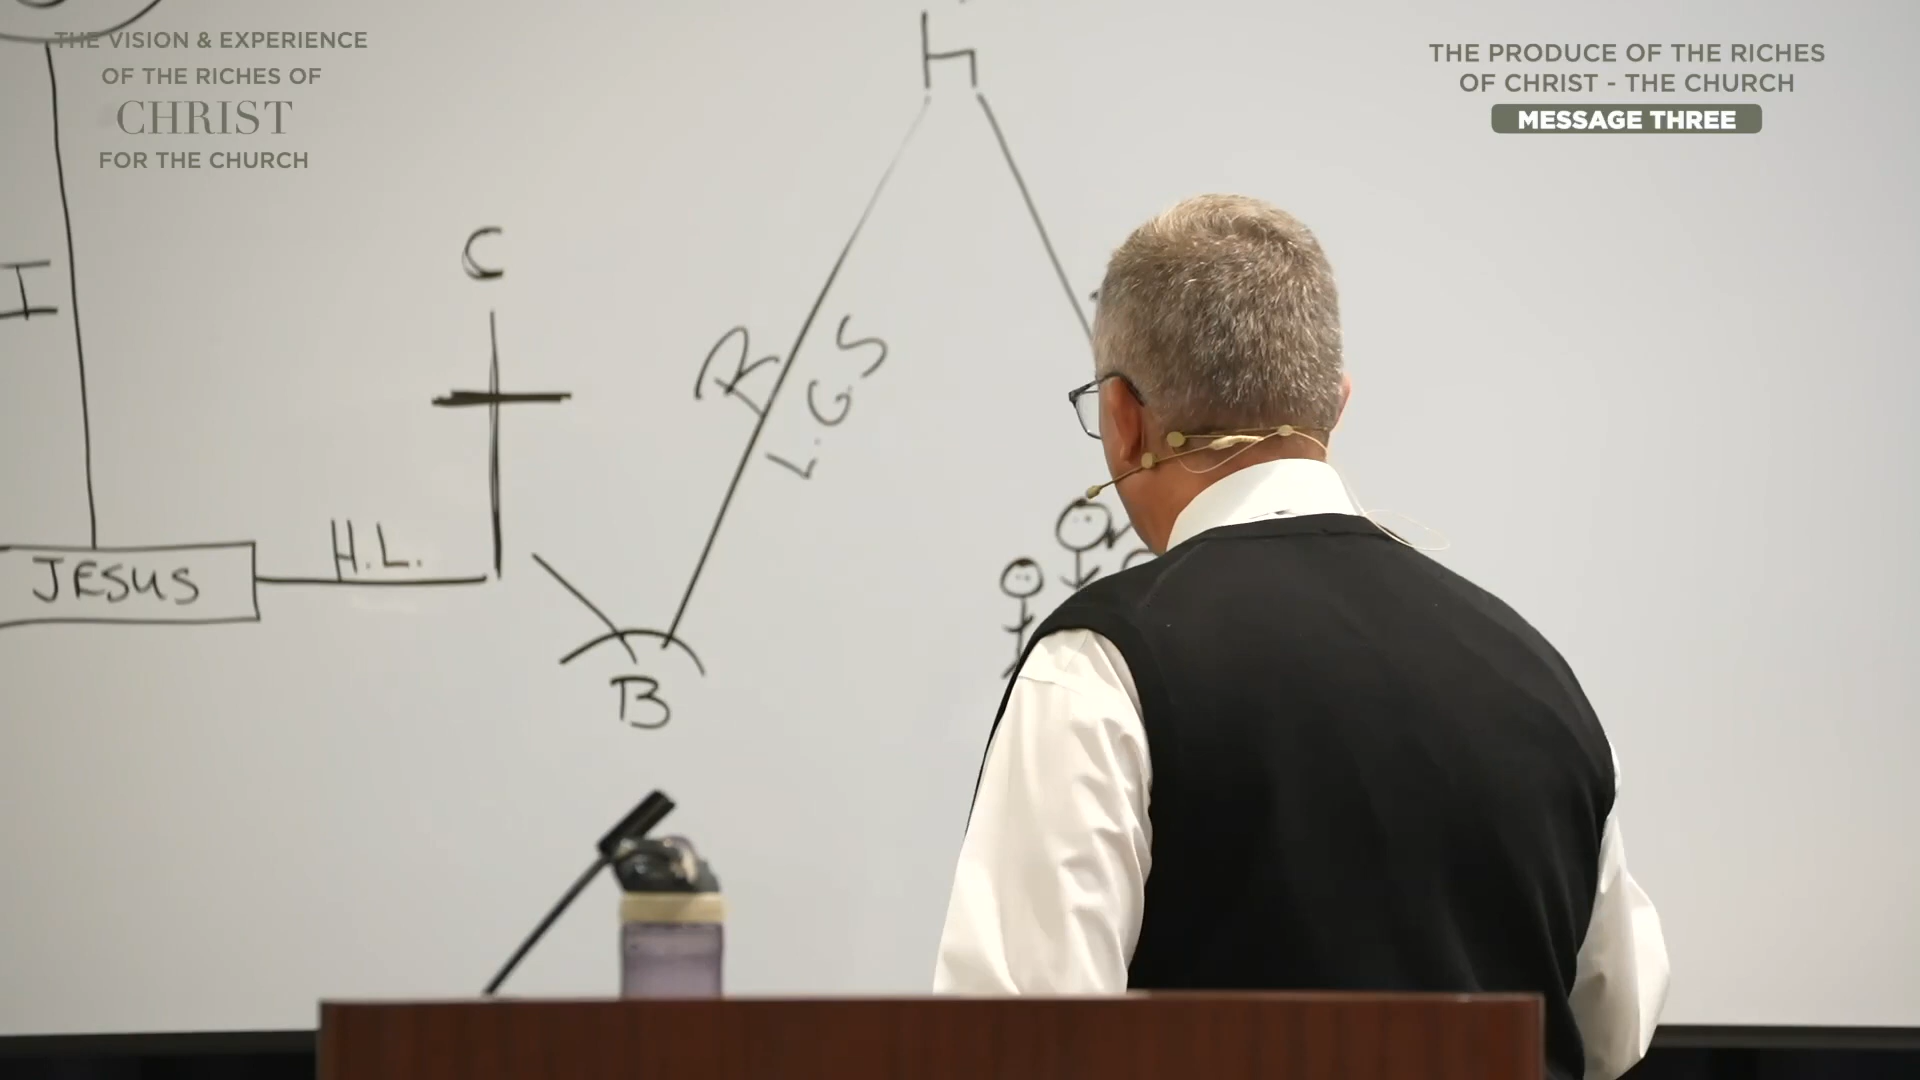 THE VISION & EXPERIENCE
OF THE RICHES OF
CHRIST
FOR THE CHURCH
THE PRODUCE OF THE RICHES
OF CHRIST - THE CHURCH
MESSAGE THREE
I
C
R
L.G.S
H.L.
JESUS
B